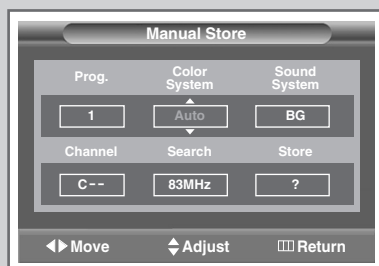 Manual Store
Prog. Color System Sound System
1 Auto BG
Channel Search Store
C-- 83MHz ?
Move Adjust Return